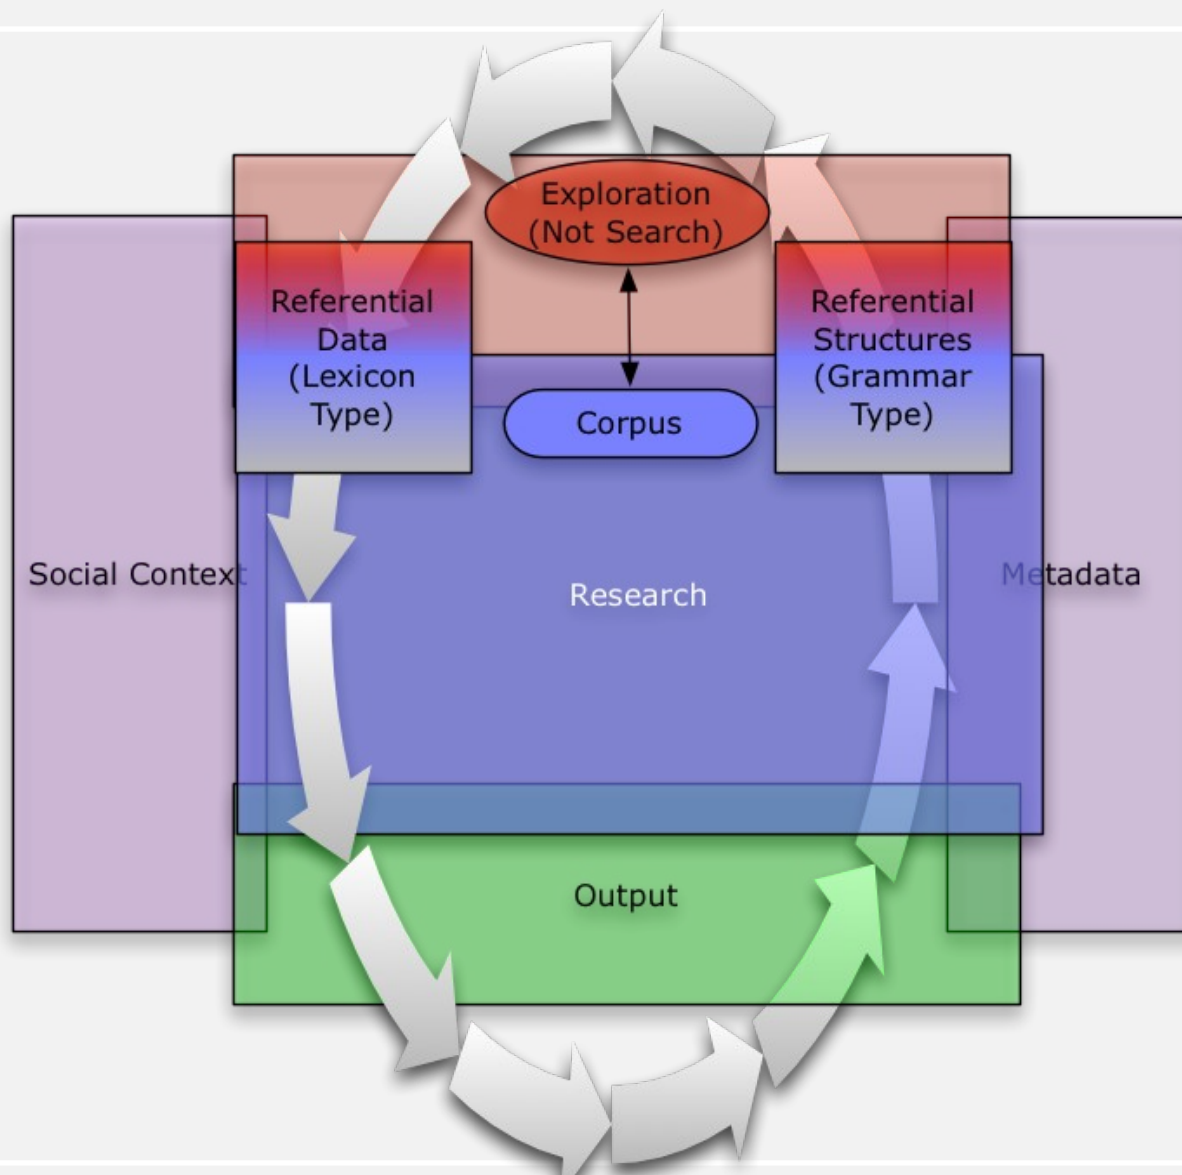 Exploration
(Not Search)
Referential
Data
(Lexicon
Type)
Referential
Structures
(Grammar
Type)
Corpus
Social Context
Research
Metadata
Output